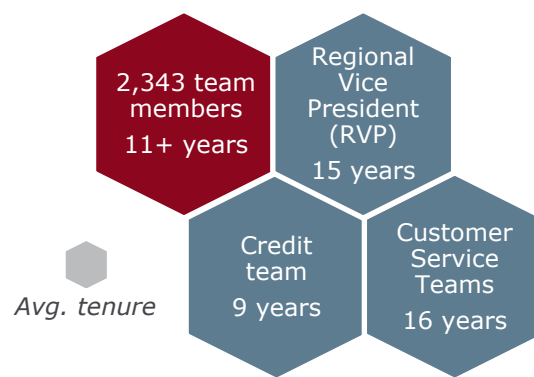 2,343 team
members
11+ years
Regional
Vice
President
(RVP)
15 years
Credit
team
9 years
Customer
Service
Teams
16 years
Avg. tenure